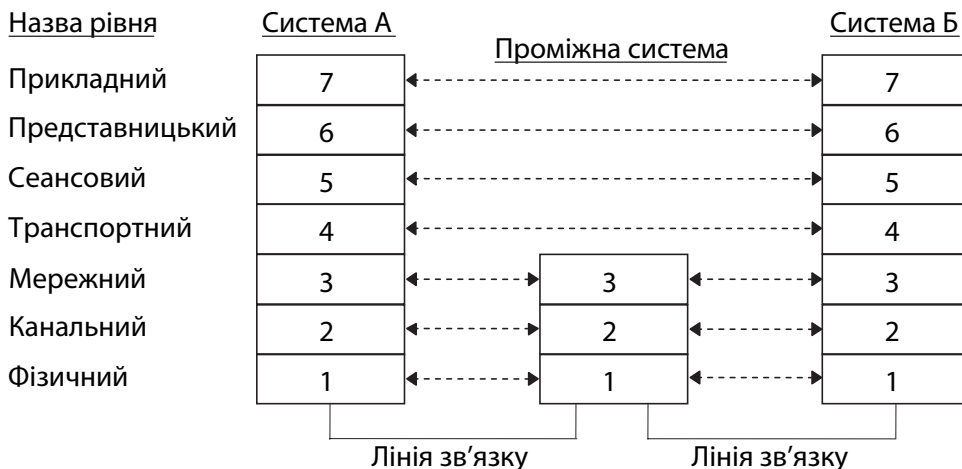 Назва рівня Система А Система Б
Проміжна система
Прикладний 7 7
Представницький 6 6
Сеансовий 5 5
Транспортний 4 4
Мережний 3 3 3
Канальний 2 2 2
Фізичний 1 1 1
Лінія зв’язку Лінія зв’язку